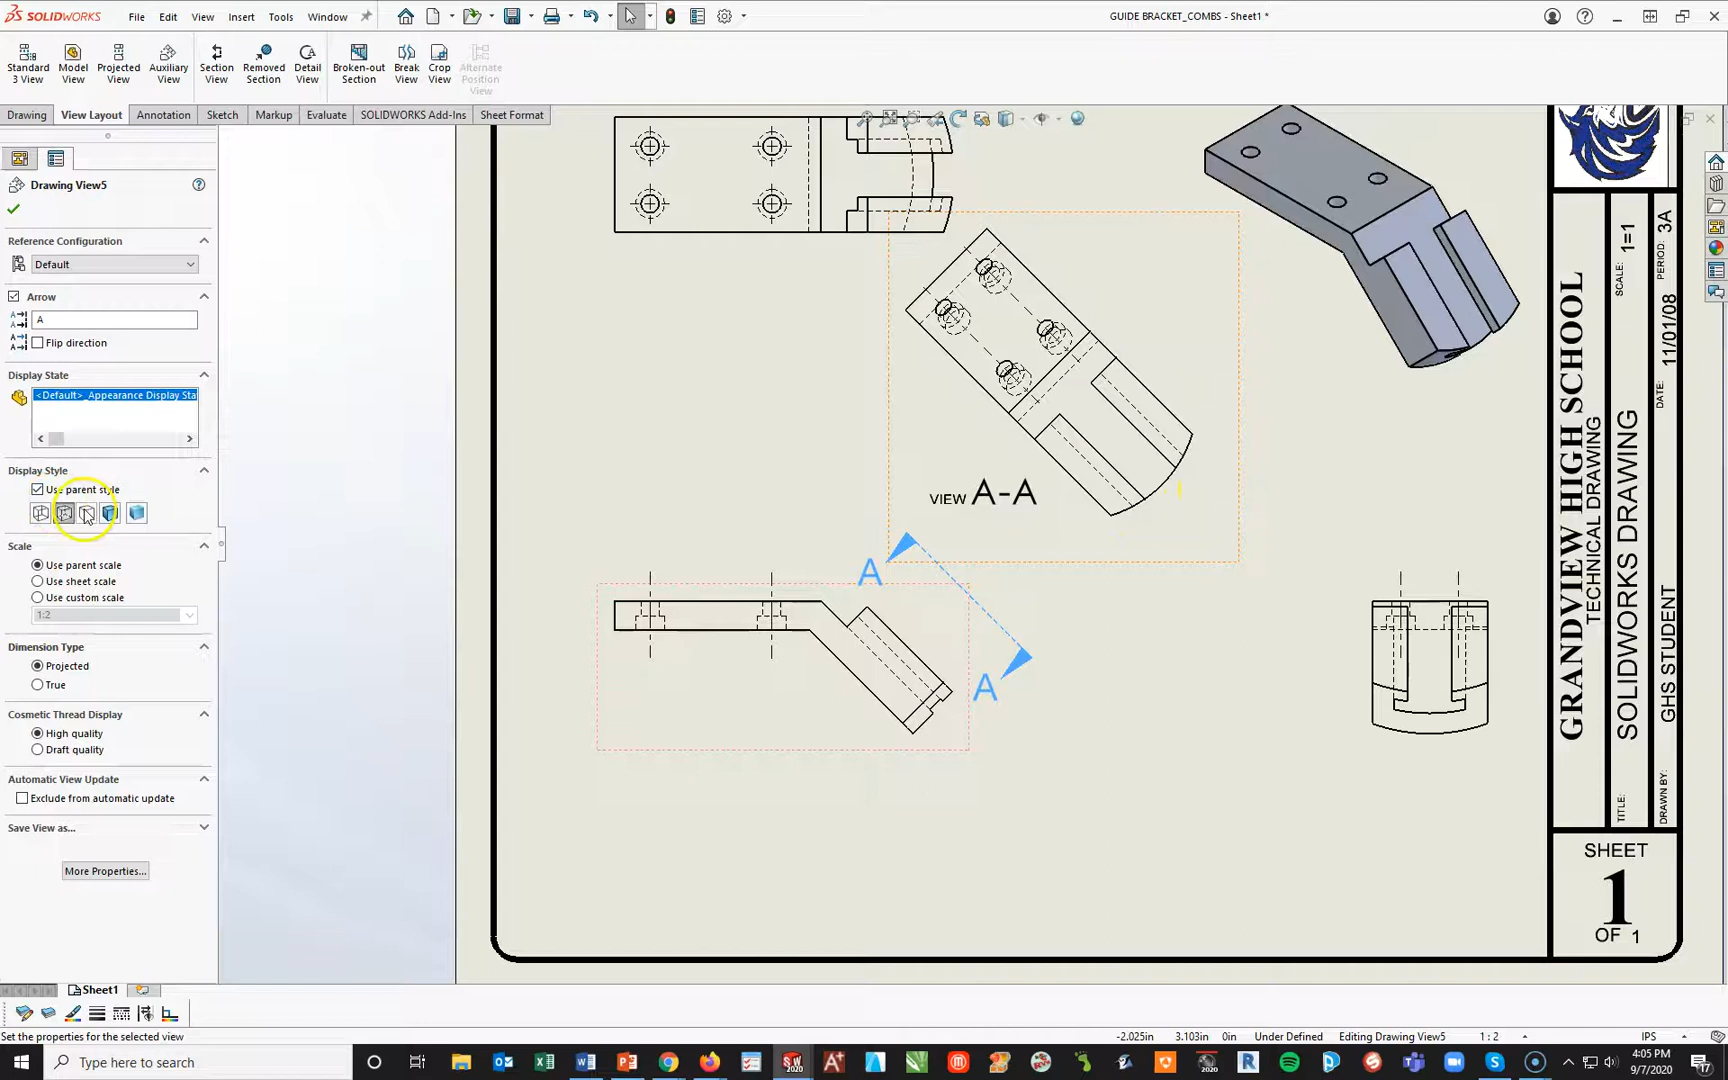 SOLIDWORKS File Edit View Insert Tools Window
GUIDE BRACKET_COMBS - Sheet1 *
Standard 3 View
Model View
Projected View
Auxiliary View
Section View
Removed Section
Detail View
Broken-out Section
Break View
Crop View
Alternate Position View
Drawing View Layout Annotation Sketch Markup Evaluate SOLIDWORKS Add-Ins Sheet Format
Drawing View5
Reference Configuration
Default
Arrow
A
Flip direction
Display State
<Default>_Appearance Display Sta
Display Style
Use parent style
Scale
Use parent scale
Use sheet scale
Use custom scale
1:2
Dimension Type
Projected
True
Cosmetic Thread Display
High quality
Draft quality
Automatic View Update
Exclude from automatic update
Save View as...
More Properties...
VIEW A-A
A
A
GRANDVIEW HIGH SCHOOL
TECHNICAL DRAWING
SCALE: 1=1
TITLE: SOLIDWORKS DRAWING
PERIOD: 3A
DATE: 11/01/08
DRAWN BY: GHS STUDENT
SHEET
1
OF 1
Sheet1
Set the properties for the selected view
-2.025in 3.103in 0in Under Defined Editing Drawing View5 1 : 2 IPS
Type here to search
4:05 PM
9/7/2020